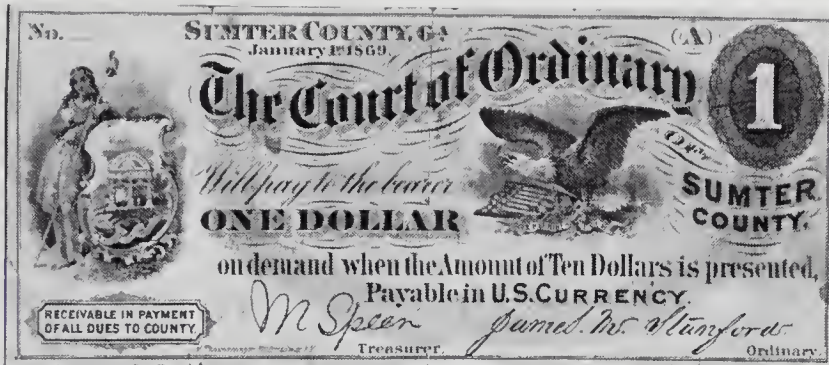 No.
SUMTER COUNTY, GA
(A)
January 1st 1869.
The Court of Ordinary
1
OF
SUMTER
COUNTY.
Will pay to the bearer
ONE DOLLAR
on demand when the Amount of Ten Dollars is presented,
Payable in U.S. CURRENCY.
RECEIVABLE IN PAYMENT
OF ALL DUES TO COUNTY.
M Speer
Treasurer.
James. M. Stanford
Ordinary.